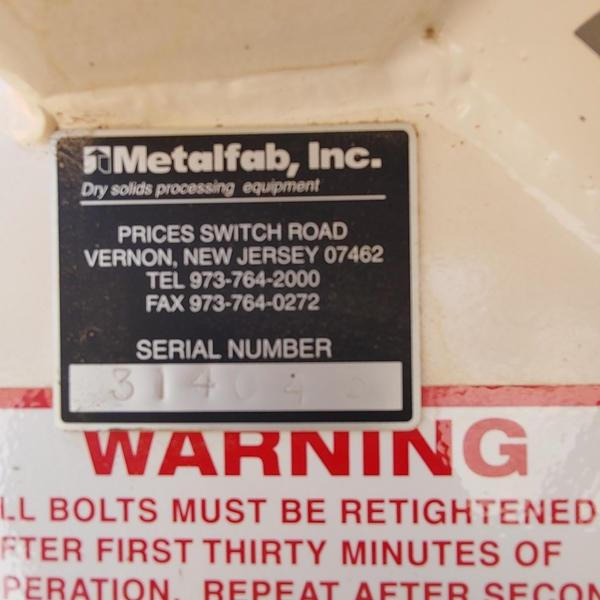 Metalfab, Inc.
Dry solids processing equipment
PRICES SWITCH ROAD
VERNON, NEW JERSEY 07462
TEL 973-764-2000
FAX 973-764-0272
SERIAL NUMBER
WARNING
LL BOLTS MUST BE RETIGHTENED
FTER FIRST THIRTY MINUTES OF
PERATION. REPEAT AFTER SECON